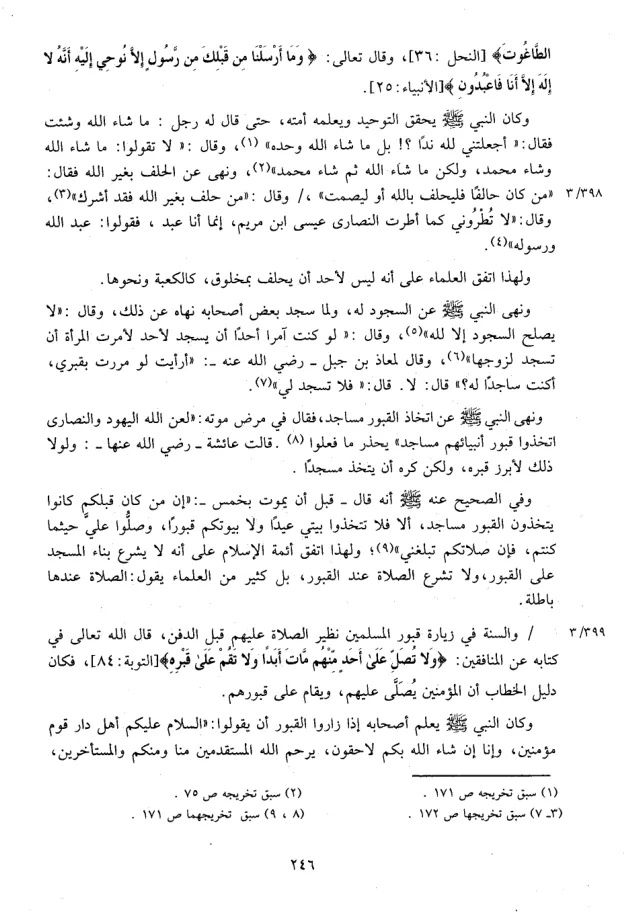 الطَّاغُوتَ﴾ [النحل :٣٦]، وقال تعالى: ﴿ وَمَا أَرْسَلْنَا مِن قَبْلِكَ مِن رَّسُولٍ إِلاَّ نُوحِي إِلَيْهِ أَنَّهُ لا
إِلَهَ إِلاَّ أَنَا فَاعْبُدُونِ ﴾[الأنبياء:٢٥].
وكان النبي ﷺ يحقق التوحيد ويعلمه أمته، حتى قال له رجل : ما شاء الله وشئت
فقال:« أجعلتني لله ندًا ؟! بل ما شاء الله وحده» (١)، وقال :« لا تقولوا: ما شاء الله
وشاء محمد، ولكن ما شاء الله ثم شاء محمد»(٢)، ونهى عن الحلف بغير الله فقال:
٣/٣٩٨ «من كان حالفًا فليحلف بالله أو ليصمت» ،/ وقال :«من حلف بغير الله فقد أشرك»(٣)،
وقال:«لا تُطْرُوني كما أطرت النصارى عيسى ابن مريم، إنما أنا عبد ، فقولوا: عبد الله
ورسوله»(٤).
ولهذا اتفق العلماء على أنه ليس لأحد أن يحلف بمخلوق، كالكعبة ونحوها.
ونهى النبي ﷺ عن السجود له، ولما سجد بعض أصحابه نهاه عن ذلك، وقال :«لا
يصلح السجود إلا لله»(٥)، وقال: « لو كنت آمرا أحدًا أن يسجد لأحد لأمرت المرأة أن
تسجد لزوجها»(٦)، وقال لمعاذ بن جبل ـ رضي الله عنه ـ: «أرأيت لو مررت بقبري،
أكنت ساجدًا له؟» قال: لا. قال: « فلا تسجد لي»(٧).
ونهى النبي ﷺ عن اتخاذ القبور مساجد،فقال في مرض موته:«لعن الله اليهود والنصارى
اتخذوا قبور أنبيائهم مساجد» يحذر ما فعلوا (٨) .قالت عائشة ـ رضي الله عنها ـ : ولولا
ذلك لأبرز قبره، ولكن كره أن يتخذ مسجدًا .
وفي الصحيح عنه ﷺ أنه قال ـ قبل أن يموت بخمس ـ:«إن من كان قبلكم كانوا
يتخذون القبور مساجد، ألا فلا تتخذوا بيتي عيدًا ولا بيوتكم قبورًا، وصلُّوا عليَّ حيثما
كنتم، فإن صلاتكم تبلغني»(٩)؛ ولهذا اتفق أئمة الإسلام على أنه لا يشرع بناء المسجد
على القبور،ولا تشرع الصلاة عند القبور، بل كثير من العلماء يقول:الصلاة عندها
باطلة.
٣/٣٩٩ / والسنة في زيارة قبور المسلمين نظير الصلاة عليهم قبل الدفن، قال الله تعالى في
كتابه عن المنافقين: ﴿وَلا تُصَلِّ عَلَىٰ أَحَدٍ مِّنْهُم مَّاتَ أَبَدًا وَلا تَقُمْ عَلَىٰ قَبْرِهِ﴾[التوبة:٨٤]، فكان
دليل الخطاب أن المؤمنين يُصَلَّى عليهم، ويقام على قبورهم.
وكان النبي ﷺ يعلم أصحابه إذا زاروا القبور أن يقولوا:«السلام عليكم أهل دار قوم
مؤمنين، وإنا إن شاء الله بكم لاحقون، يرحم الله المستقدمين منا ومنكم والمستأخرين،
(١) سبق تخريجه ص ١٧١ . (٢) سبق تخريجه ص ٧٥ .
(٣ـ ٧) سبق تخريجها ص ١٧٢ . (٨ ، ٩) سبق تخريجهما ص ١٧١ .
٢٤٦